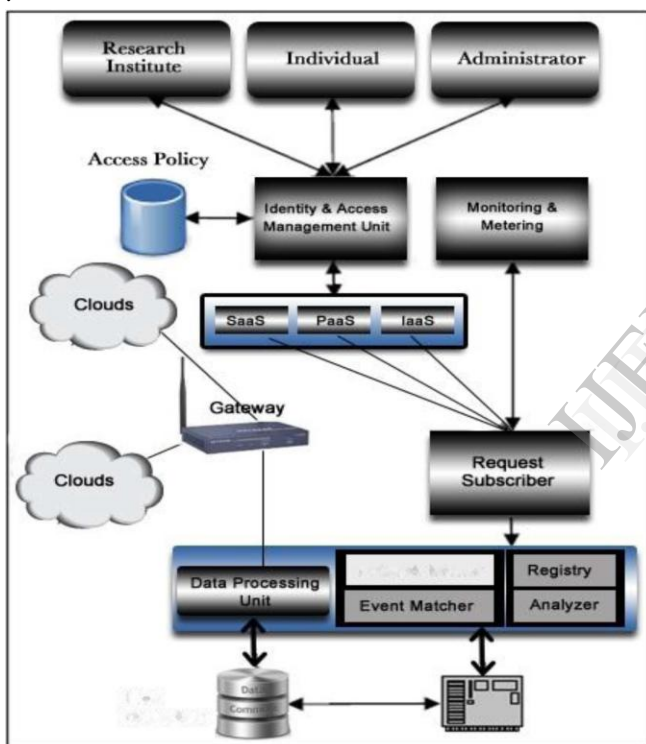 Research
Institute
Individual
Administrator
Access Policy
Identity & Access
Management Unit
Monitoring &
Metering
Clouds
SaaS
PaaS
IaaS
Gateway
Clouds
Request
Subscriber
Data Processing
Unit
Registry
Event Matcher
Analyzer
Data